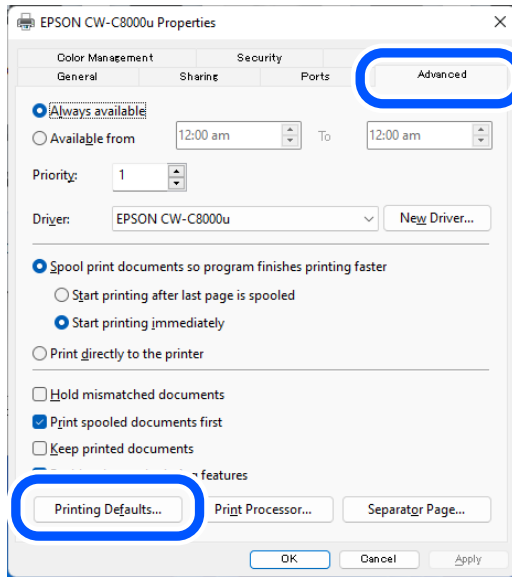 EPSON CW-C8000u Properties
Color Management Security
General Sharing Ports Advanced
Always available
Available from 12:00 am To 12:00 am
Priority: 1
Driver: EPSON CW-C8000u New Driver...
Spool print documents so program finishes printing faster
Start printing after last page is spooled
Start printing immediately
Print directly to the printer
Hold mismatched documents
Print spooled documents first
Keep printed documents
features
Printing Defaults... Print Processor... Separator Page...
OK Cancel Apply